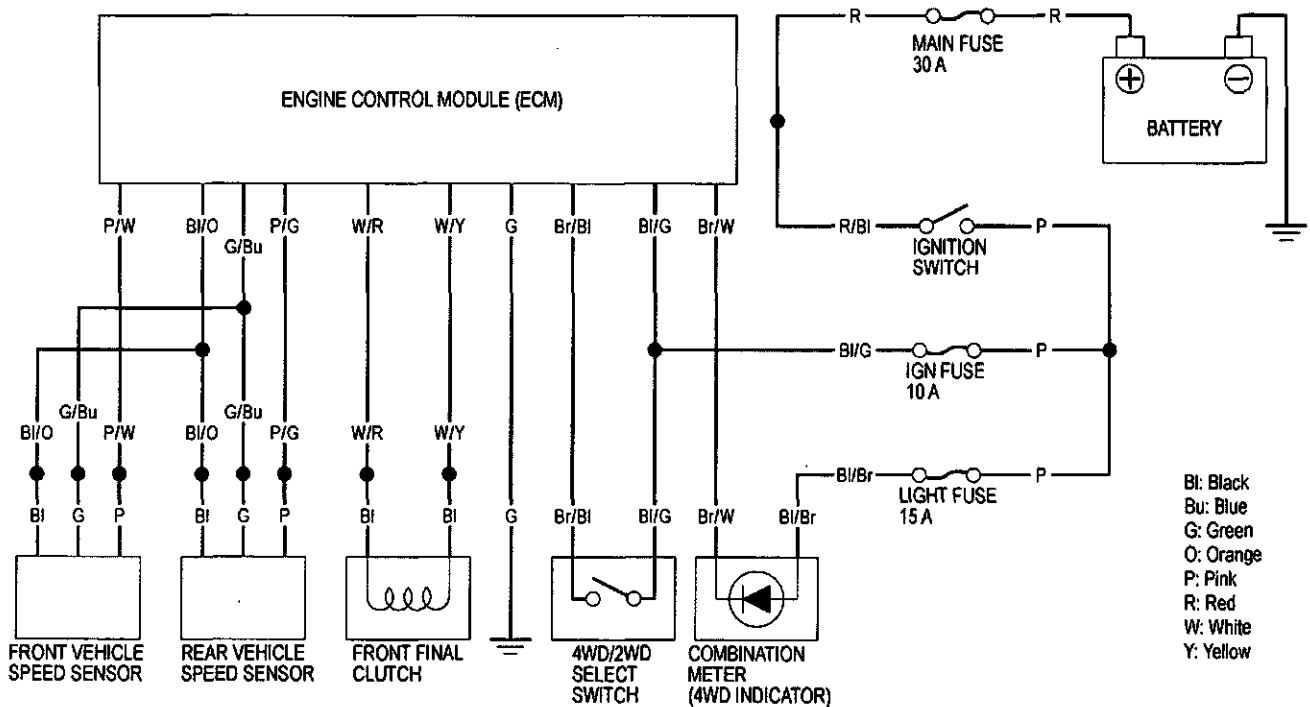 R
R
MAIN FUSE
30 A
BATTERY
ENGINE CONTROL MODULE (ECM)
P/W
Bl/O
G/Bu
P/G
W/R
W/Y
G
Br/Bl
Bl/G
Br/W
R/Bl
P
IGNITION
SWITCH
Bl/G
P
IGN FUSE
10 A
Bl/O
G/Bu
P/W
Bl/O
G/Bu
P/G
W/R
W/Y
Bl/Br
P
LIGHT FUSE
15 A
Bl
G
P
Bl
G
P
Bl
Bl
G
Br/Bl
Bl/G
Br/W
Bl/Br
FRONT VEHICLE
SPEED SENSOR
REAR VEHICLE
SPEED SENSOR
FRONT FINAL
CLUTCH
4WD/2WD
SELECT
SWITCH
COMBINATION
METER
(4WD INDICATOR)
Bl: Black
Bu: Blue
G: Green
O: Orange
P: Pink
R: Red
W: White
Y: Yellow